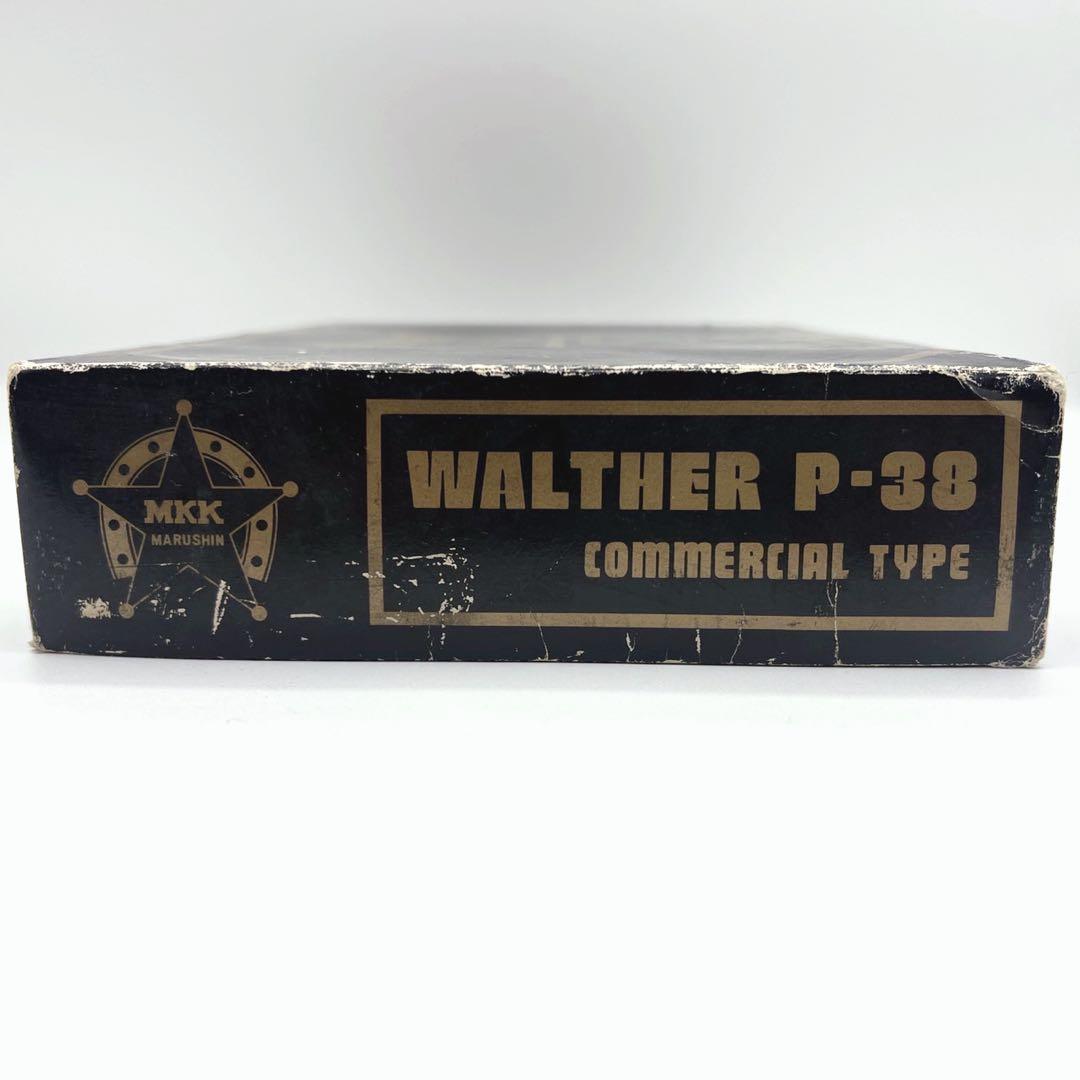 MKK
MARUSHIN
WALTHER P-38
COMMERCIAL TYPE